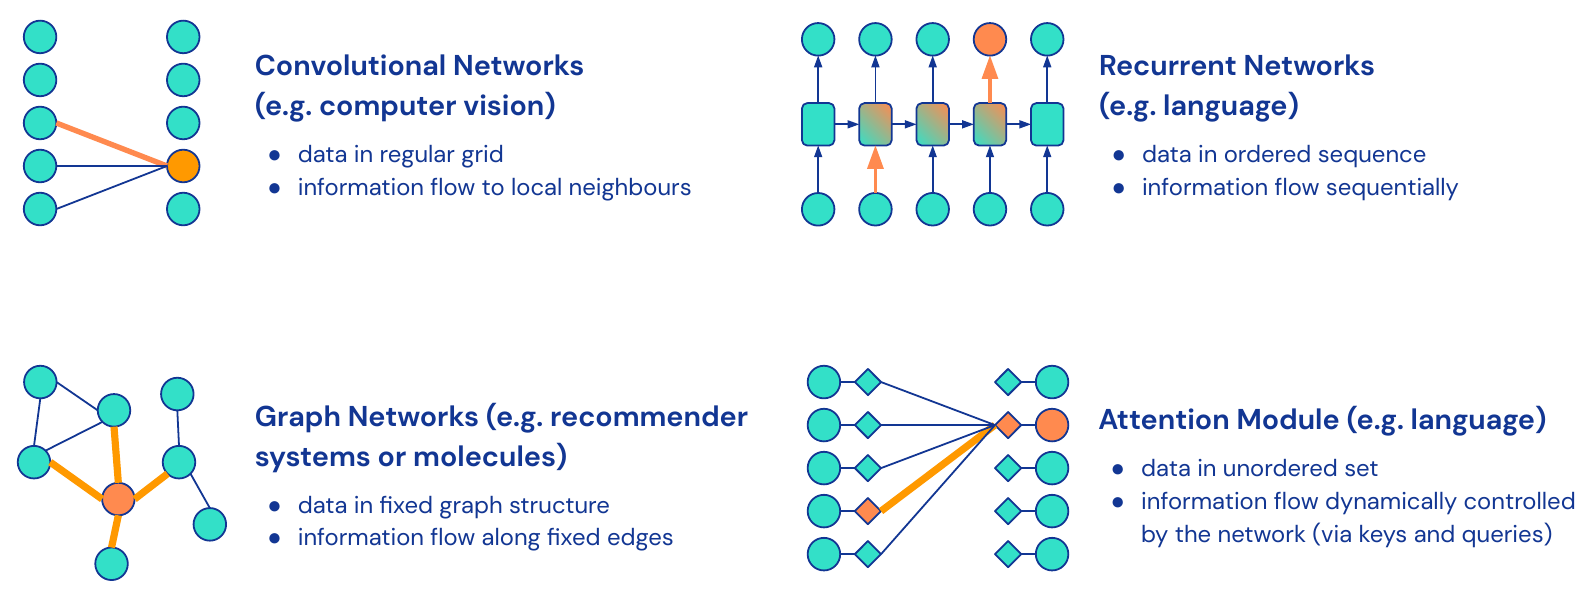 Convolutional Networks
(e.g. computer vision)
● data in regular grid
● information flow to local neighbours
Recurrent Networks
(e.g. language)
● data in ordered sequence
● information flow sequentially
Graph Networks (e.g. recommender
systems or molecules)
● data in fixed graph structure
● information flow along fixed edges
Attention Module (e.g. language)
● data in unordered set
● information flow dynamically controlled
by the network (via keys and queries)